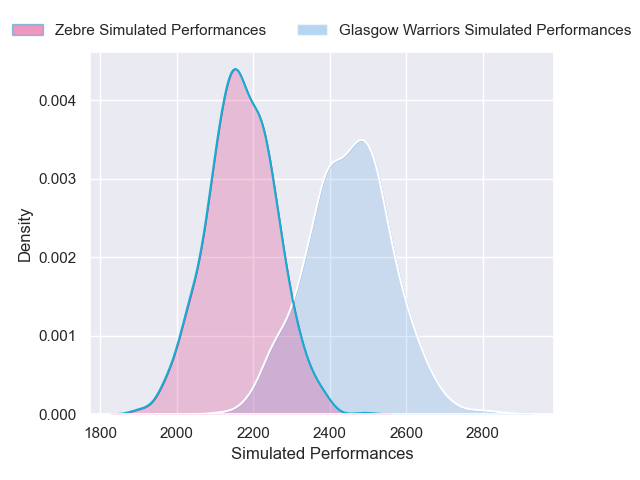 Zebre Simulated Performances Glasgow Warriors Simulated Performances
0.004
0.003
0.002
0.001
0.000
Density
1800 2000 2200 2400 2600 2800
Simulated Performances